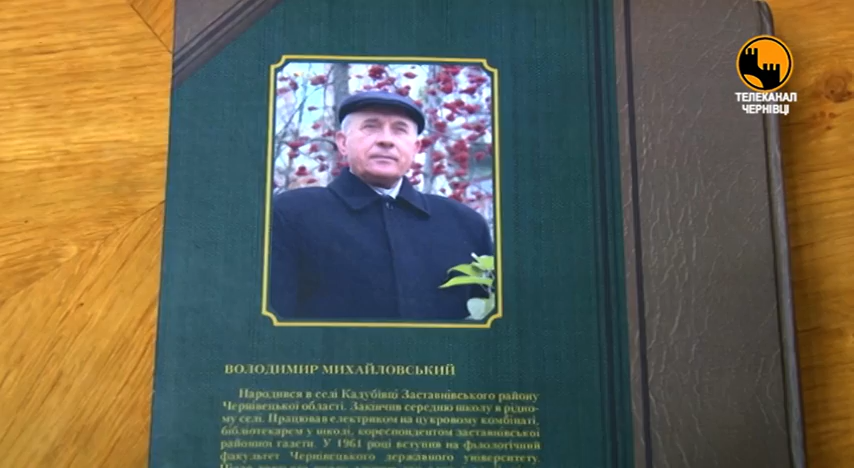 ТЕЛЕКАНАЛ
ЧЕРНІВЦІ
ВОЛОДИМИР МИХАЙЛОВСЬКИЙ
Народився в селі Кадубівці Заставнівського району
Чернівецької області. Закінчив середню школу в рідно-
му селі. Працював електриком на цукровому комбінаті,
бібліотекарем у школі, кореспондентом заставнівської
районної газети. У 1961 році вступив на філологічний
факультет Чернівецького державного університету.